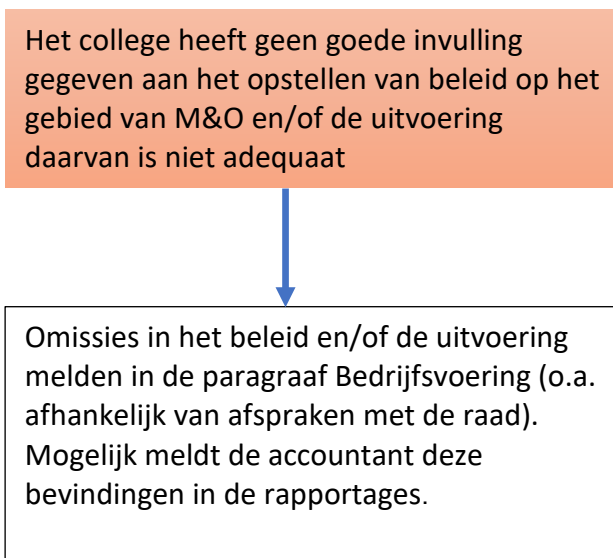 Het college heeft geen goede invulling
gegeven aan het opstellen van beleid op het
gebied van M&O en/of de uitvoering
daarvan is niet adequaat
Omissies in het beleid en/of de uitvoering
melden in de paragraaf Bedrijfsvoering (o.a.
afhankelijk van afspraken met de raad).
Mogelijk meldt de accountant deze
bevindingen in de rapportages.